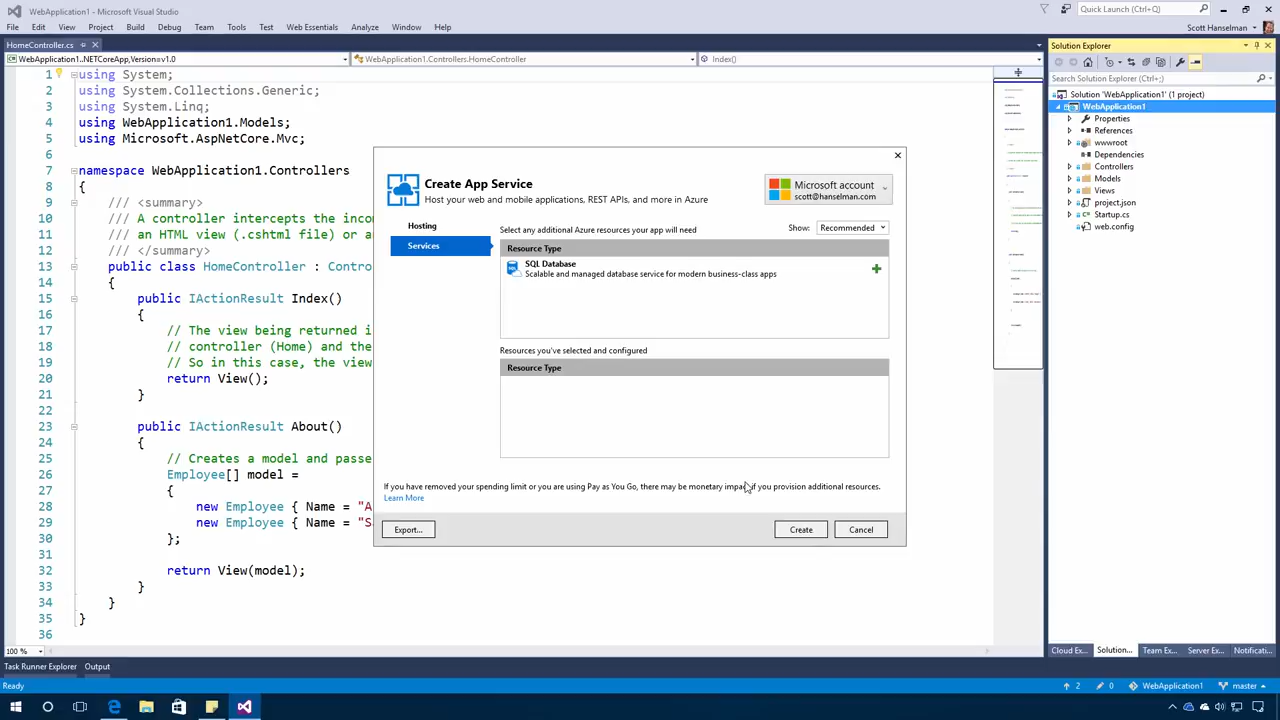 WebApplication1 - Microsoft Visual Studio
Quick Launch (Ctrl+Q)
File Edit View Project Build Debug Team Tools Test Web Essentials Analyze Window Help
Scott Hanselman
HomeController.cs
WebApplication1..NETCoreApp,Version=v1.0
WebApplication1.Controllers.HomeController
Index()
1 using System;
2 using System.Collections.Generic;
3 using System.Linq;
4 using WebApplication1.Models;
5 using Microsoft.AspNetCore.Mvc;
6
7 namespace WebApplication1.Controllers
8 {
9 /// <summary>
10 /// A controller intercepts the inco
11 /// an HTML view (.cshtml file) or a
12 /// </summary>
13 public class HomeController : Contro
14 {
15 public IActionResult Index()
16 {
17 // The view being returned i
18 // controller (Home) and the
19 // So in this case, the view
20 return View();
21 }
22
23 public IActionResult About()
24 {
25 // Creates a model and passe
26 Employee[] model =
27 {
28 new Employee { Name = "A
29 new Employee { Name = "S
30 };
31
32 return View(model);
33 }
34 }
35 }
36
100 %
Create App Service
Host your web and mobile applications, REST APIs, and more in Azure
Microsoft account
scott@hanselman.com
Hosting
Services
Select any additional Azure resources your app will need
Show: Recommended
Resource Type
SQL Database
Scalable and managed database service for modern business-class apps
Resources you've selected and configured
Resource Type
If you have removed your spending limit or you are using Pay as You Go, there may be monetary impact if you provision additional resources.
Learn More
Export...
Create
Cancel
Solution Explorer
Search Solution Explorer (Ctrl+;)
Solution 'WebApplication1' (1 project)
WebApplication1
Properties
References
wwwroot
Dependencies
Controllers
Models
Views
project.json
Startup.cs
web.config
Cloud Ex... Solution... Team Ex... Server Ex... Notificati...
Task Runner Explorer Output
Ready
2 0 WebApplication1 master